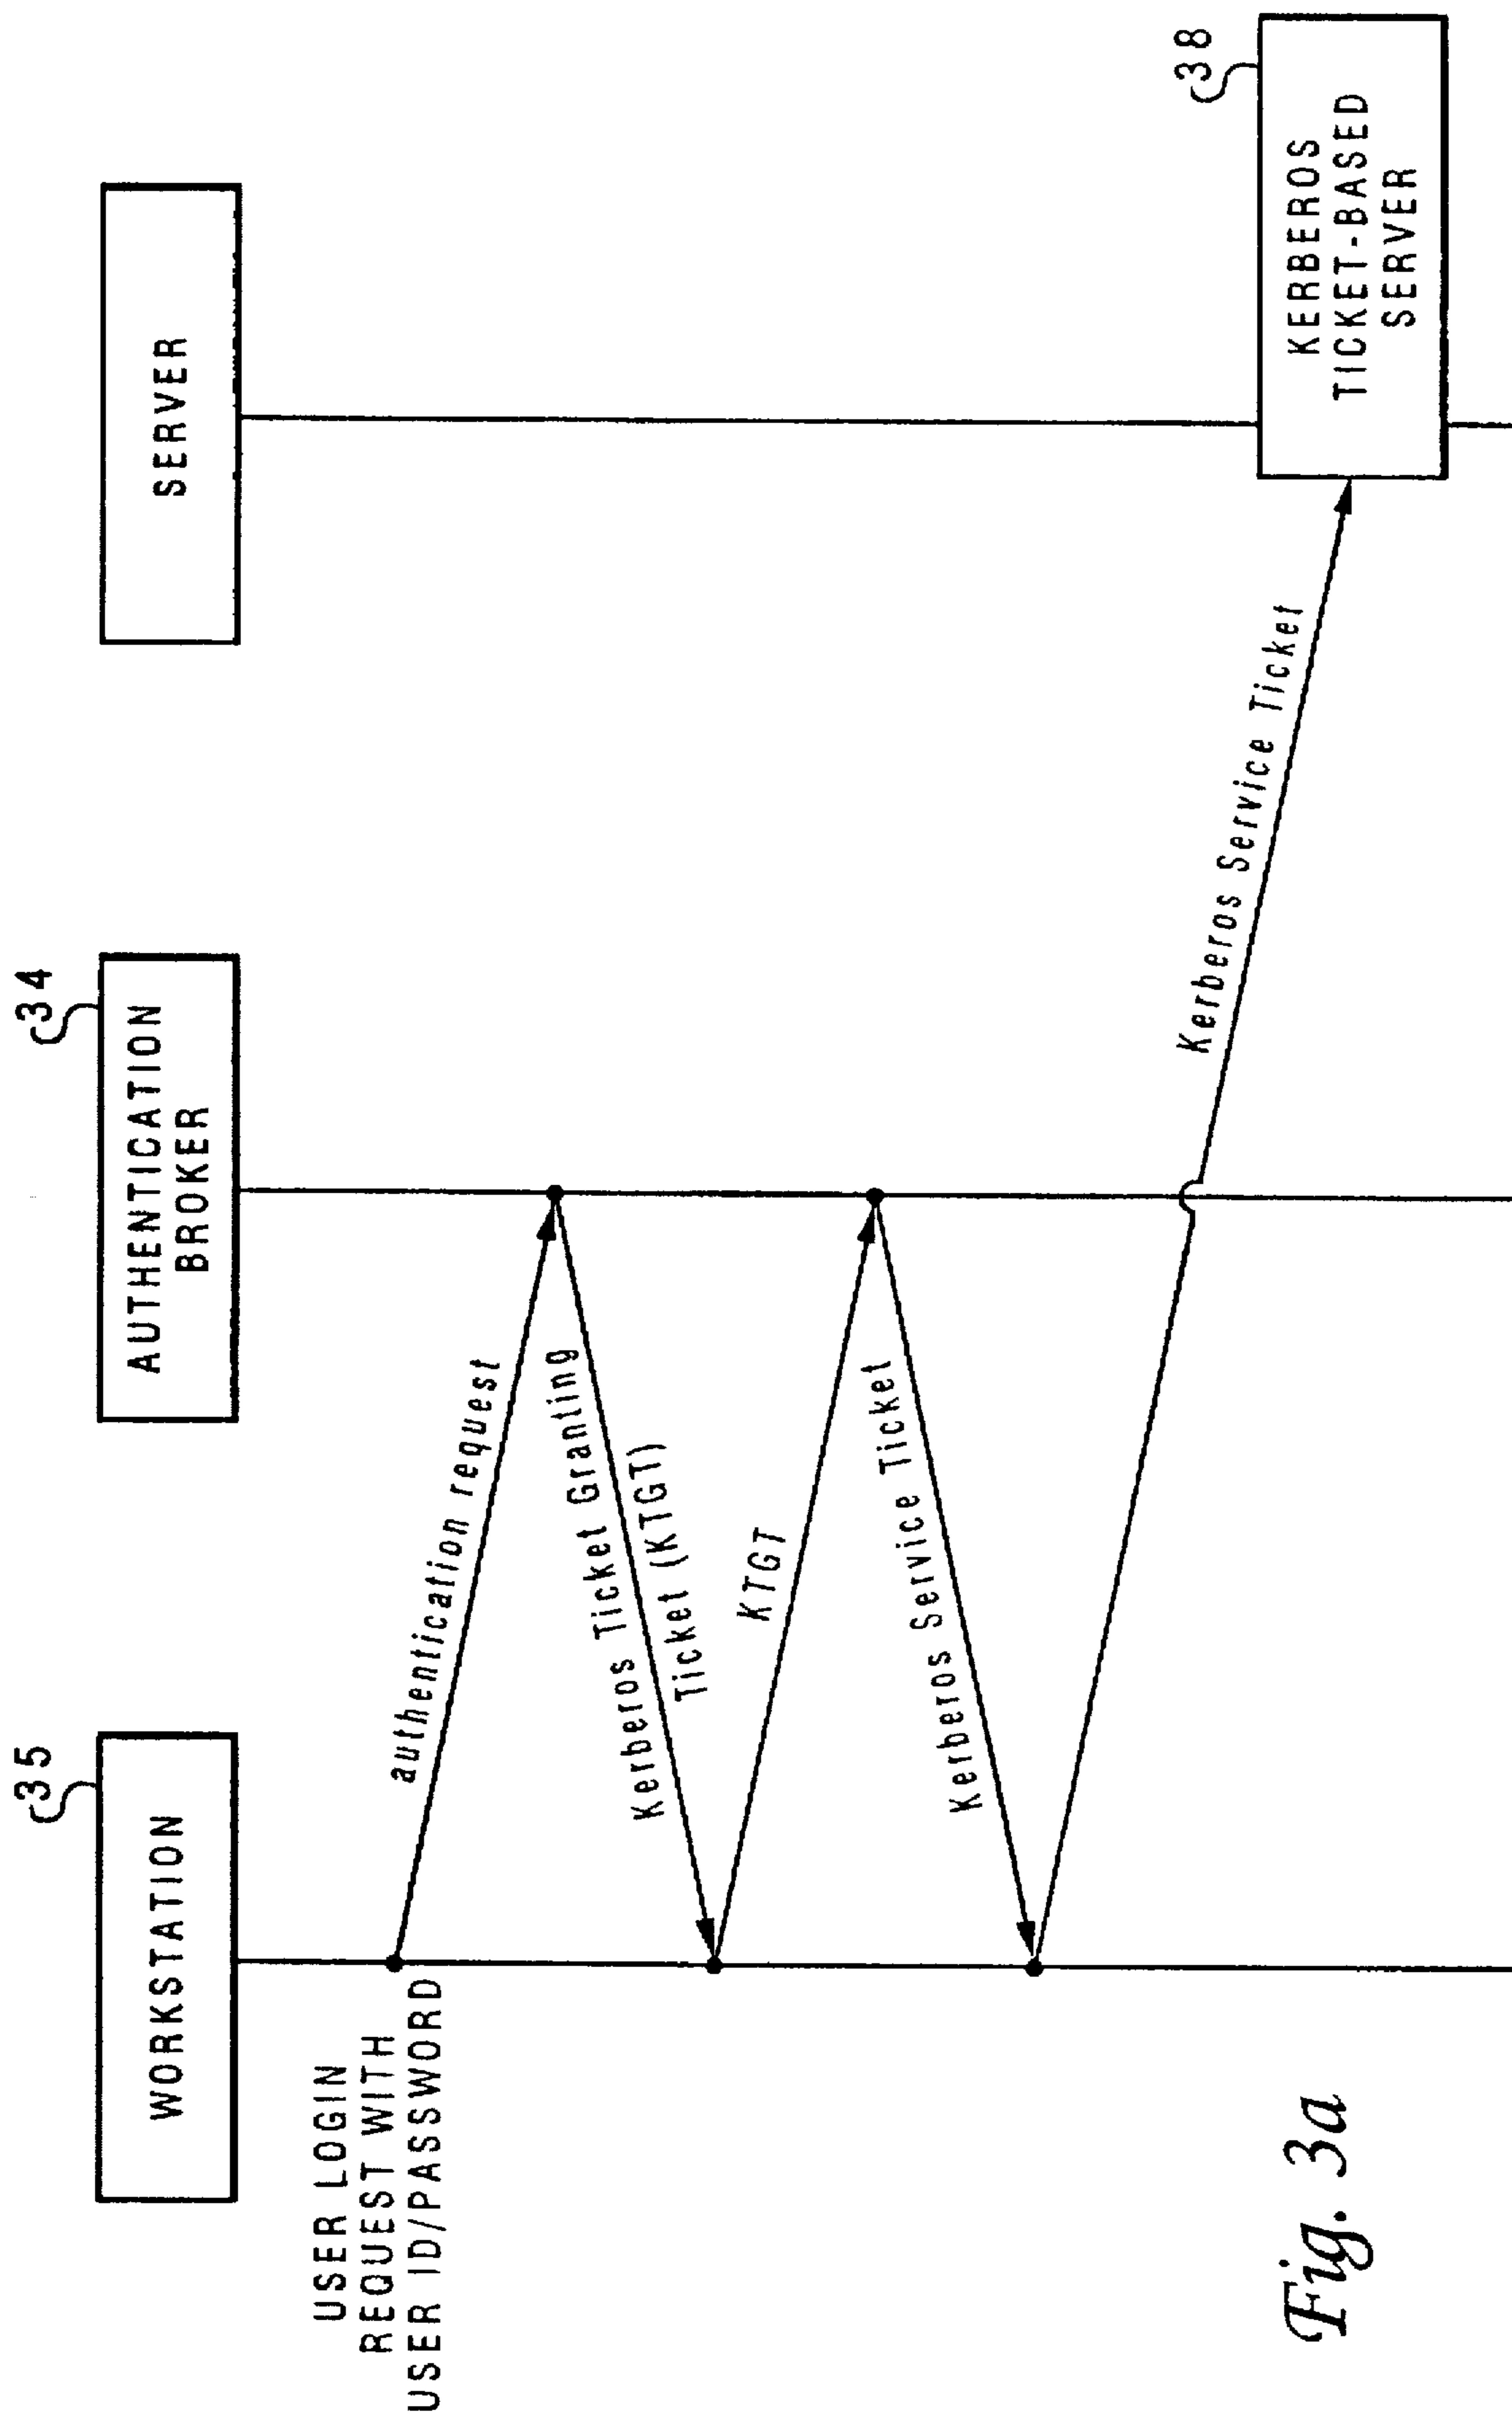 35
WORKSTATION
34
AUTHENTICATION
BROKER
SERVER
USER LOGIN
REQUEST WITH
USER ID/PASSWORD
authentication request
Kerberos Ticket Granting
Ticket (KTGT)
KTGT
Kerberos Service Ticket
Kerberos Service Ticket
38
KERBEROS
TICKET-BASED
SERVER
Fig. 3a